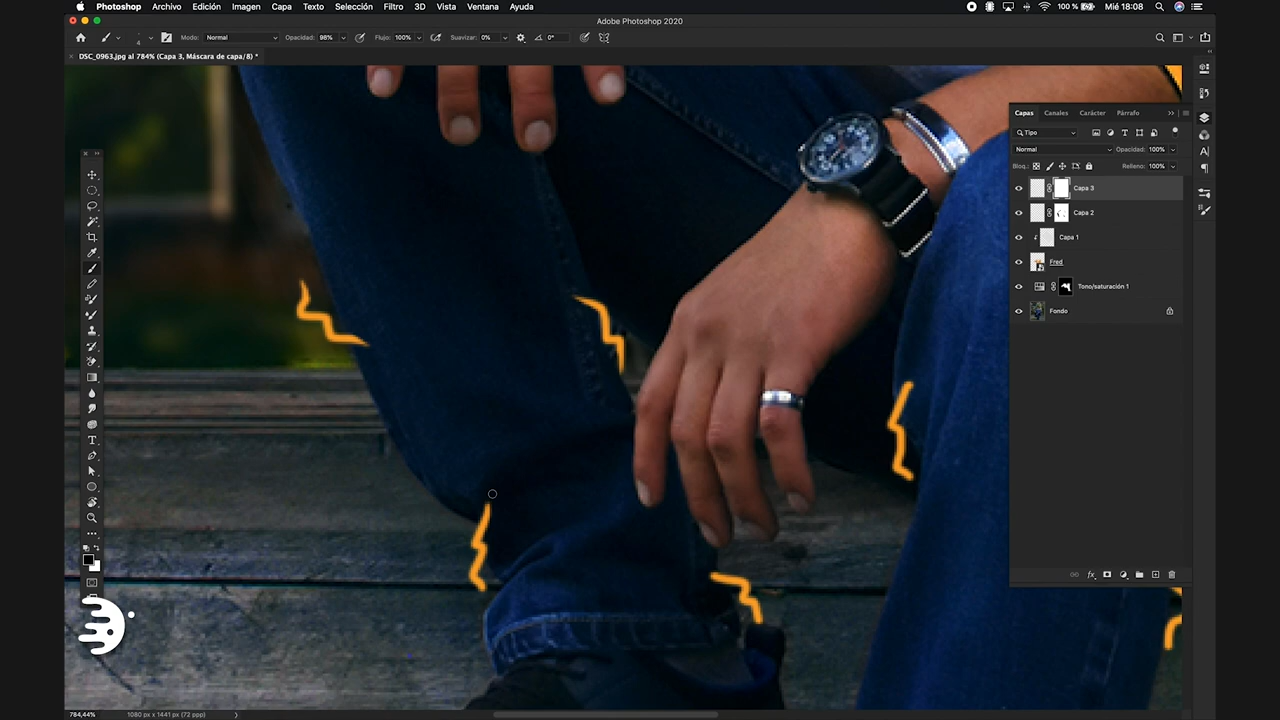 Photoshop Archivo Edición Imagen Capa Texto Selección Filtro 3D Vista Ventana Ayuda 100 % Mié 18:08
Adobe Photoshop 2020
4 Modo: Normal Opacidad: 98% Flujo: 100% Suavizar: 0% 0°
DSC_0963.jpg al 784% (Capa 3, Máscara de capa/8) *
Capas Canales Carácter Párrafo
Tipo
Normal Opacidad: 100%
Bloq.: Relleno: 100%
Capa 3
Capa 2
Capa 1
Fred
Tono/saturación 1
Fondo
fx
784,44% 1080 px x 1441 px (72 ppp)